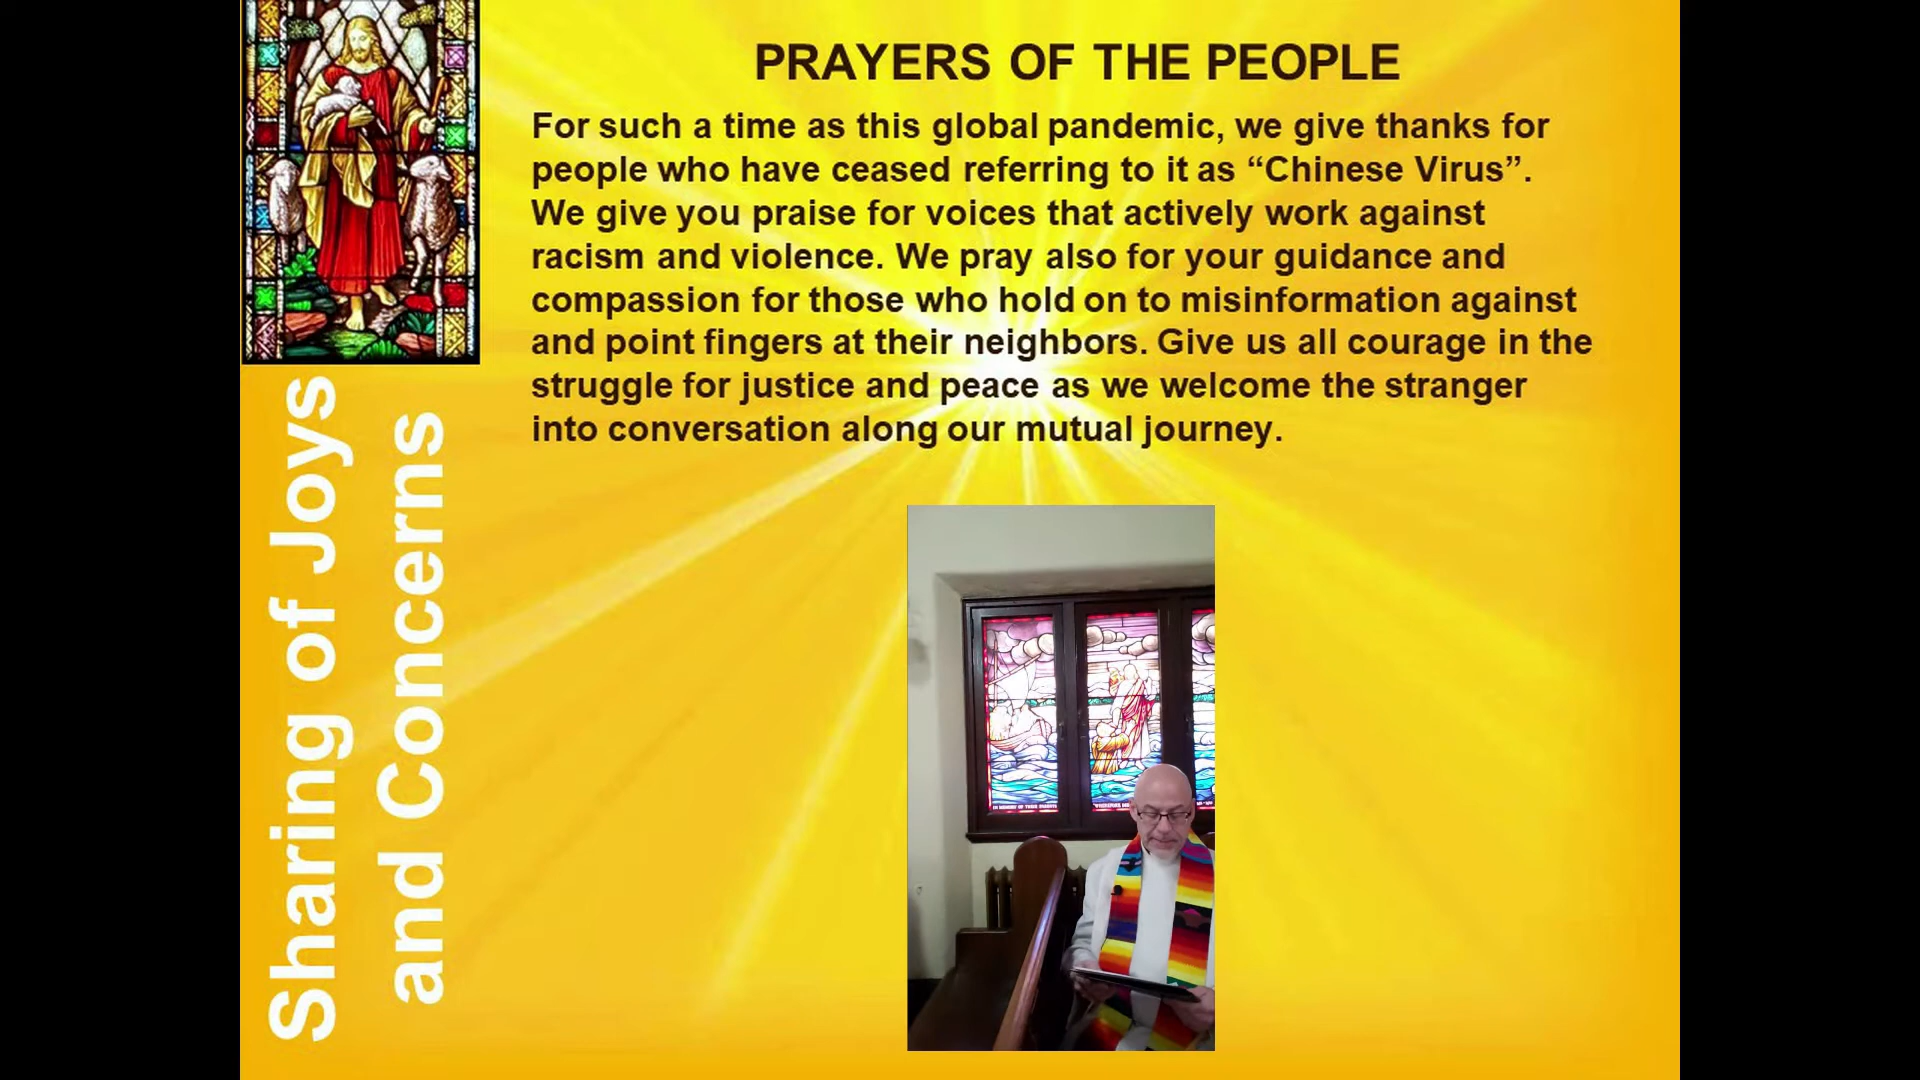 PRAYERS OF THE PEOPLE
For such a time as this global pandemic, we give thanks for
people who have ceased referring to it as “Chinese Virus”.
We give you praise for voices that actively work against
racism and violence. We pray also for your guidance and
compassion for those who hold on to misinformation against
and point fingers at their neighbors. Give us all courage in the
struggle for justice and peace as we welcome the stranger
into conversation along our mutual journey.
Sharing of Joys
and Concerns